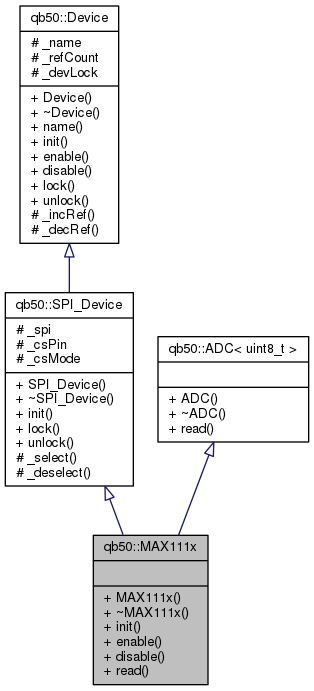 qb50::Device
# _name
# _refCount
# _devLock
+ Device()
+ ~Device()
+ name()
+ init()
+ enable()
+ disable()
+ lock()
+ unlock()
# _incRef()
# _decRef()
qb50::SPI_Device
# _spi
# _csPin
# _csMode
+ SPI_Device()
+ ~SPI_Device()
+ init()
+ lock()
+ unlock()
# _select()
# _deselect()
qb50::ADC< uint8_t >
+ ADC()
+ ~ADC()
+ read()
qb50::MAX111x
+ MAX111x()
+ ~MAX111x()
+ init()
+ enable()
+ disable()
+ read()